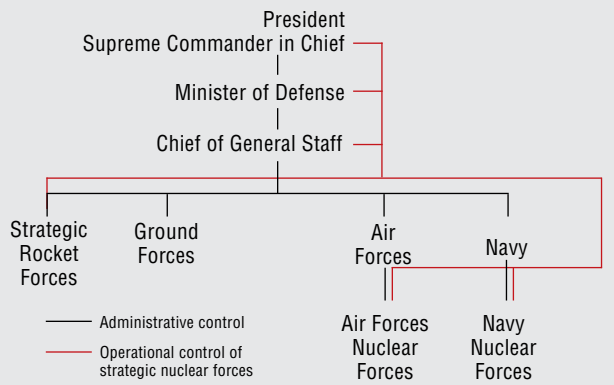 President
Supreme Commander in Chief
Minister of Defense
Chief of General Staff
Strategic
Rocket
Forces
Ground
Forces
Air
Forces
Navy
Air Forces
Nuclear
Forces
Navy
Nuclear
Forces
Administrative control
Operational control of
strategic nuclear forces